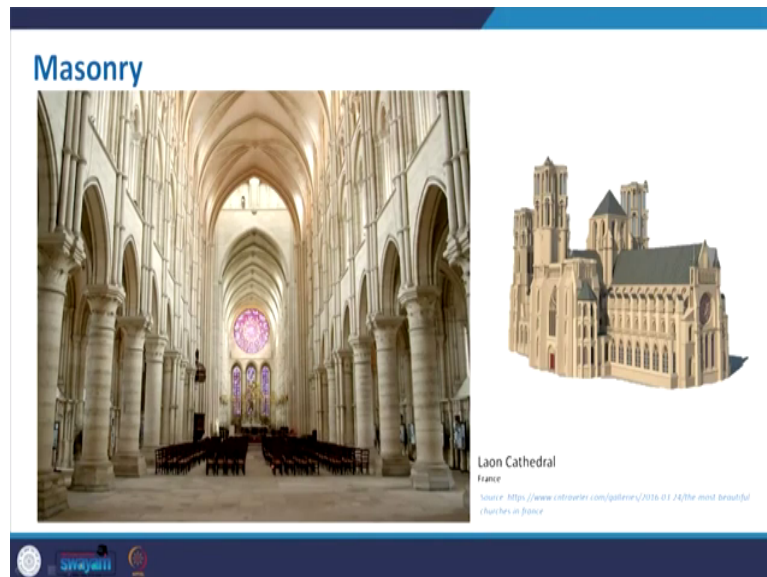 Masonry
Laon Cathedral
France
Source: https://www.cntraveler.com/galleries/2016-03-24/the-most-beautiful
churches-in-france
swayam